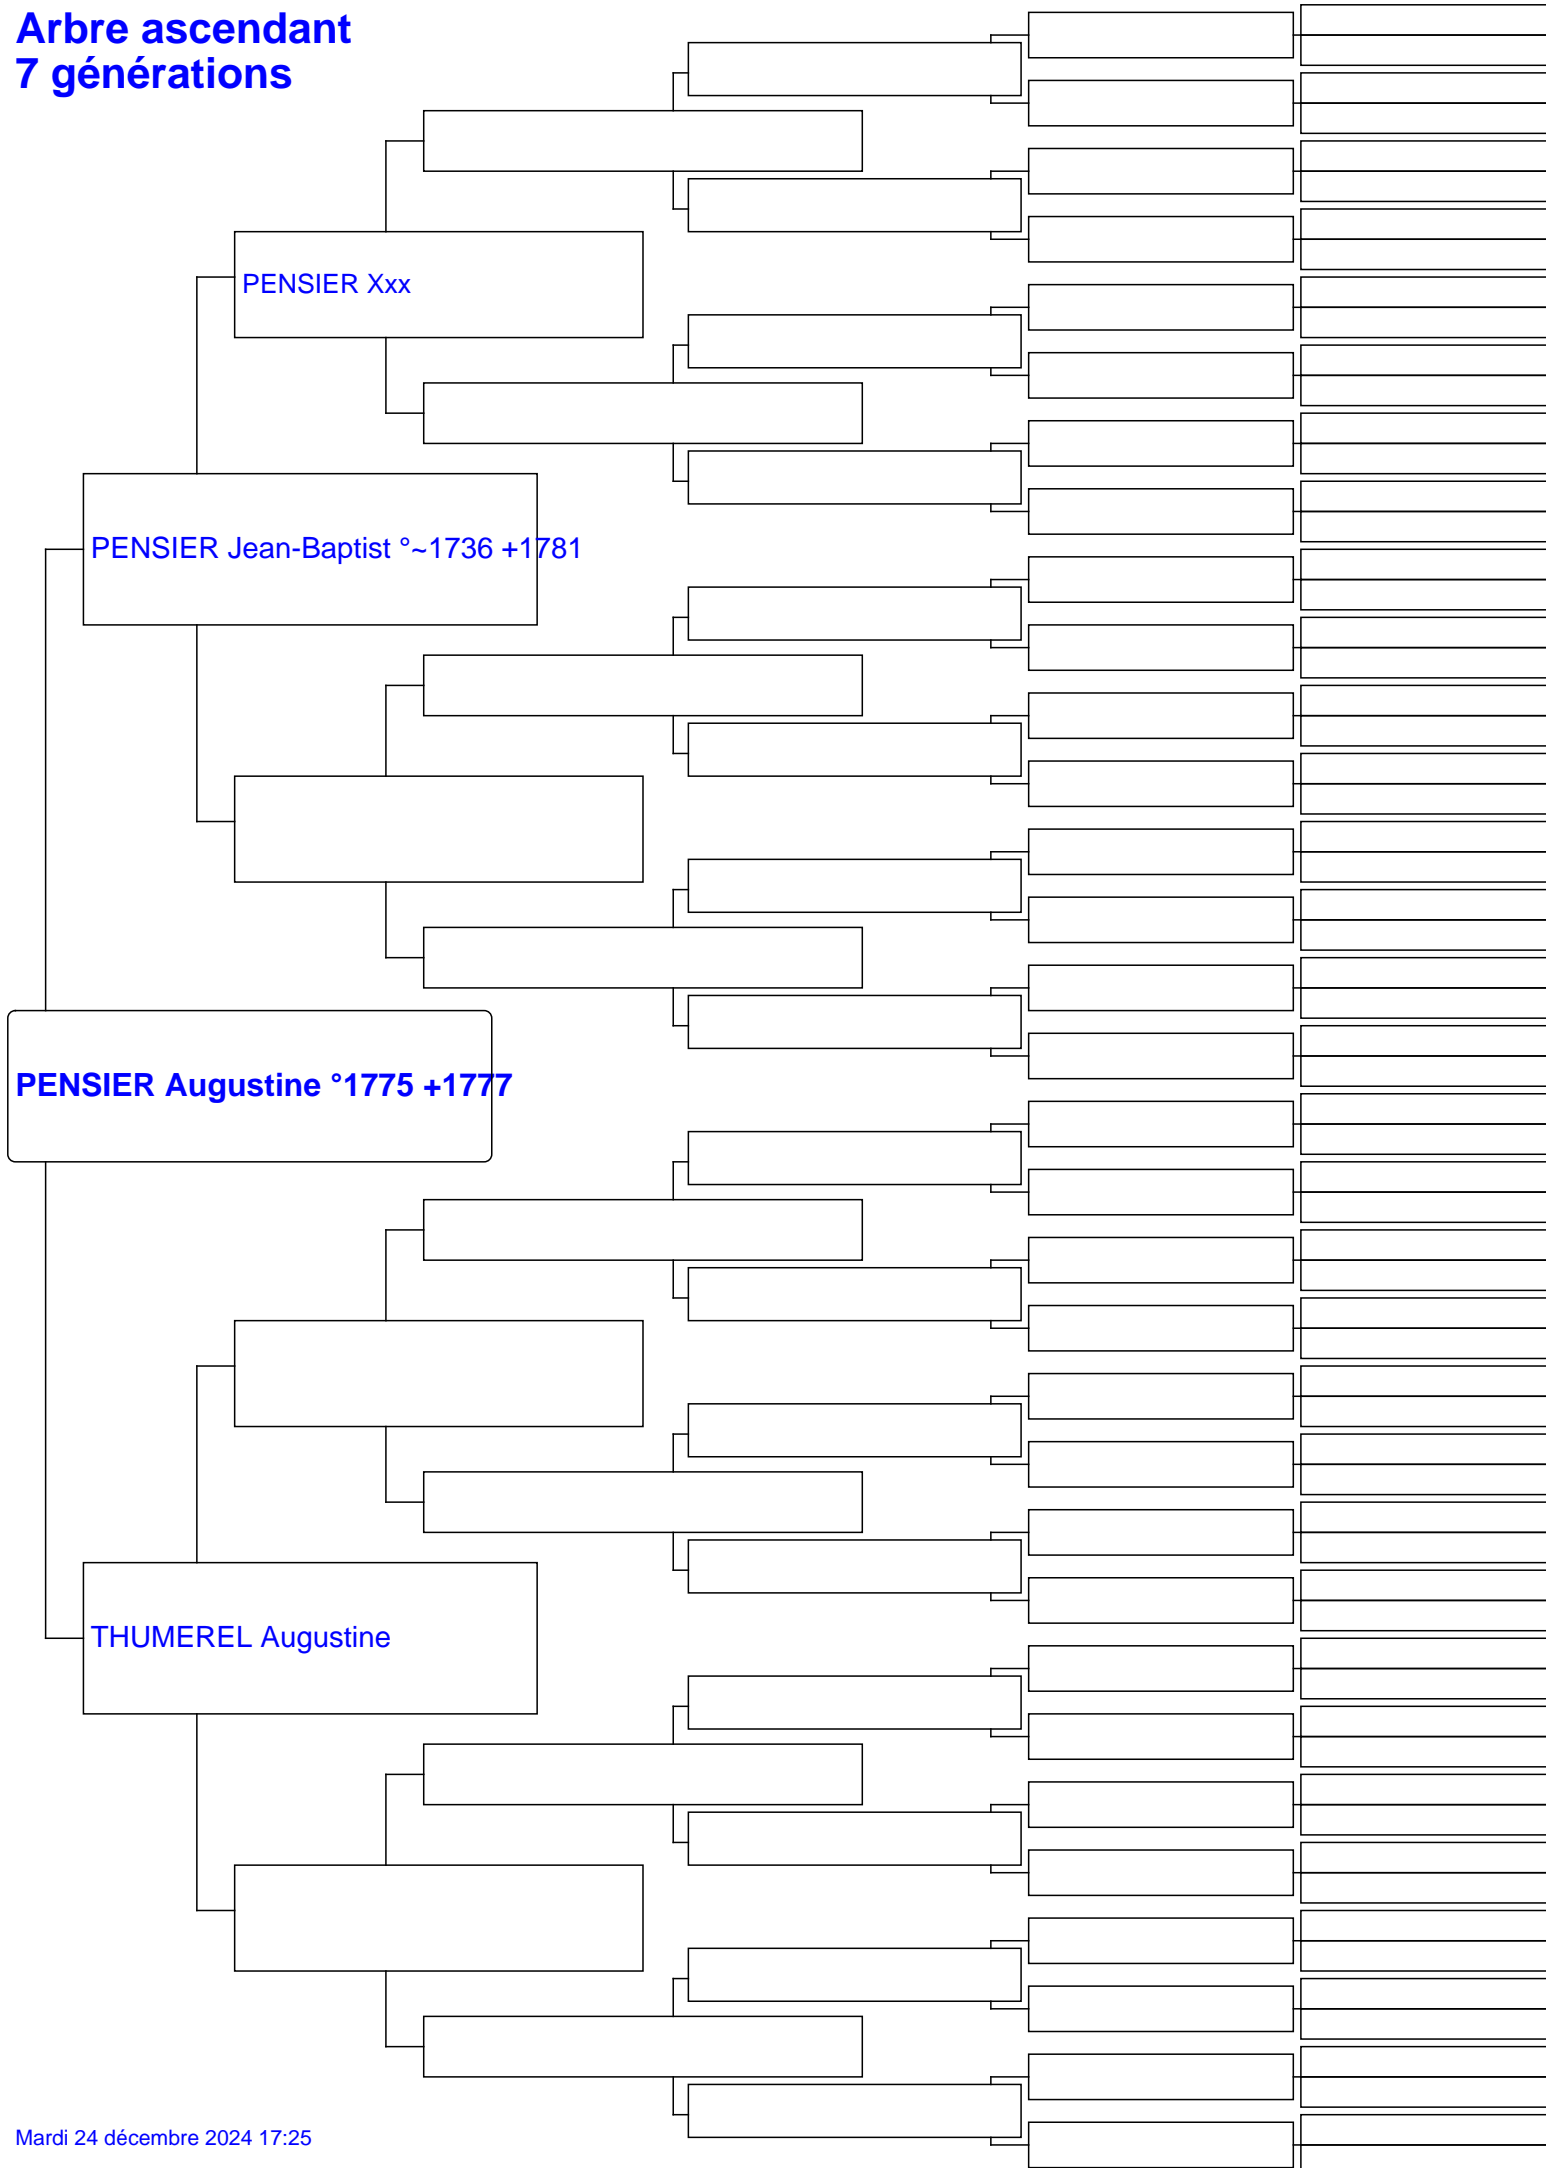 Arbre ascendant
7 générations
PENSIER Xxx
PENSIER Jean-Baptist °~1736 +1781
PENSIER Augustine °1775 +1777
THUMEREL Augustine
Mardi 24 décembre 2024 17:25